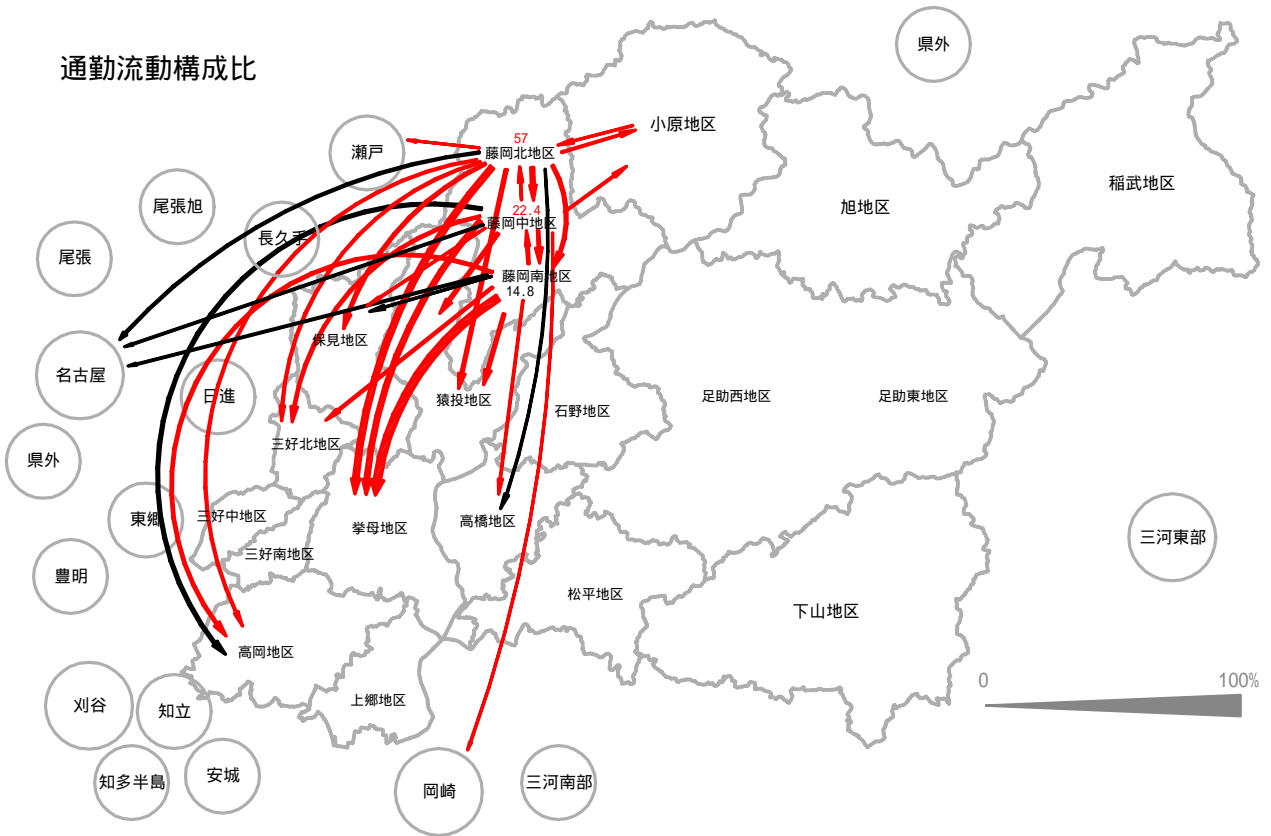 通勤流動構成比
県外
小原地区
57
藤岡北地区
瀬戸
稲武地区
尾張旭
旭地区
22.4
藤岡中地区
長久手
尾張
藤岡南地区
14.8
保見地区
名古屋
日進
猿投地区
石野地区
足助西地区
足助東地区
三好北地区
県外
東郷
三好中地区
挙母地区
高橋地区
三河東部
三好南地区
豊明
松平地区
下山地区
高岡地区
0
100%
上郷地区
刈谷
知立
知多半島
安城
岡崎
三河南部